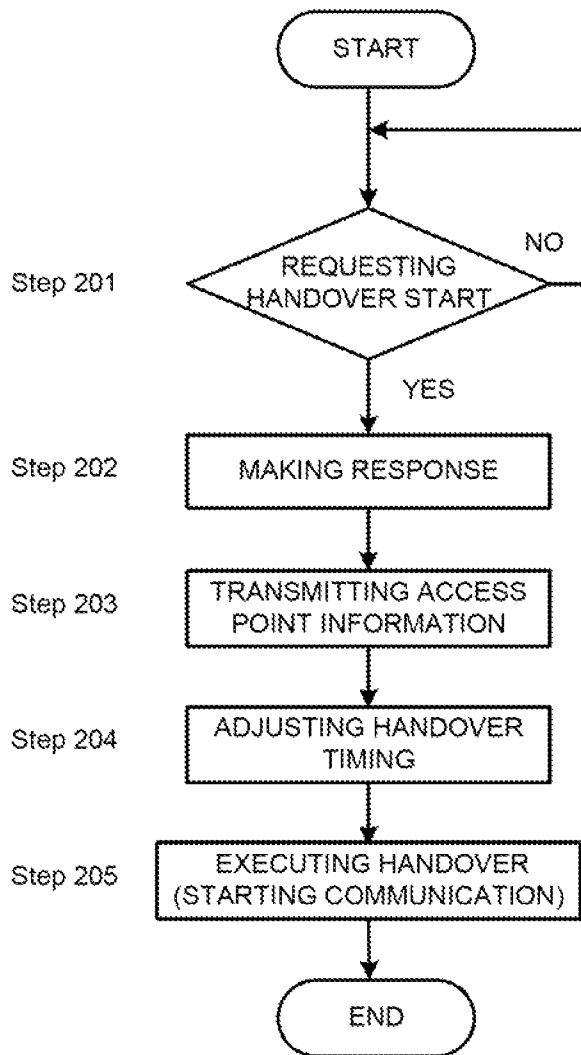 START
NO
Step 201
REQUESTING
HANDOVER START
YES
Step 202
MAKING RESPONSE
Step 203
TRANSMITTING ACCESS
POINT INFORMATION
Step 204
ADJUSTING HANDOVER
TIMING
Step 205
EXECUTING HANDOVER
(STARTING COMMUNICATION)
END